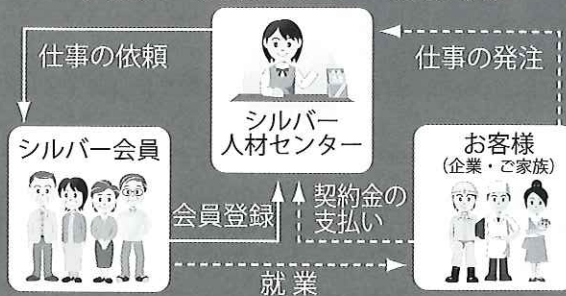 仕事の依頼
仕事の発注
シルバー
人材センター
シルバー会員
お客様
(企業・ご家族)
会員登録
契約金の
支払い
就業